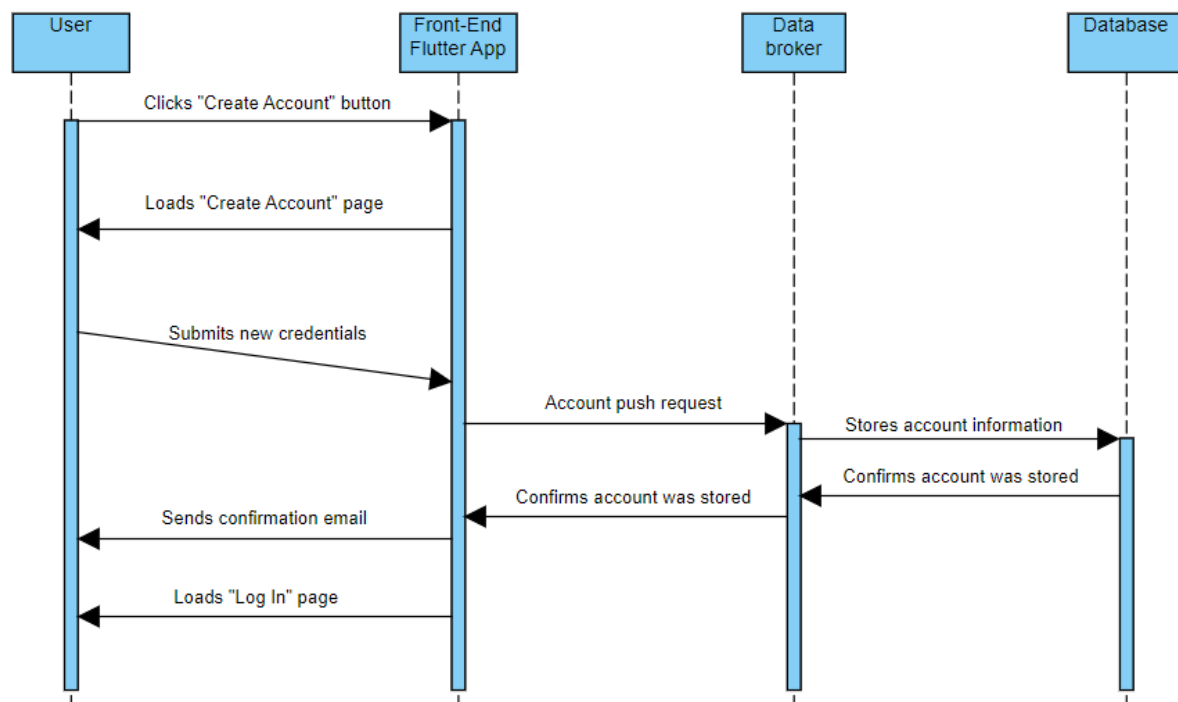 User
Front-End
Flutter App
Data
broker
Database
Clicks "Create Account" button
Loads "Create Account" page
Submits new credentials
Account push request
Stores account information
Confirms account was stored
Confirms account was stored
Sends confirmation email
Loads "Log In" page